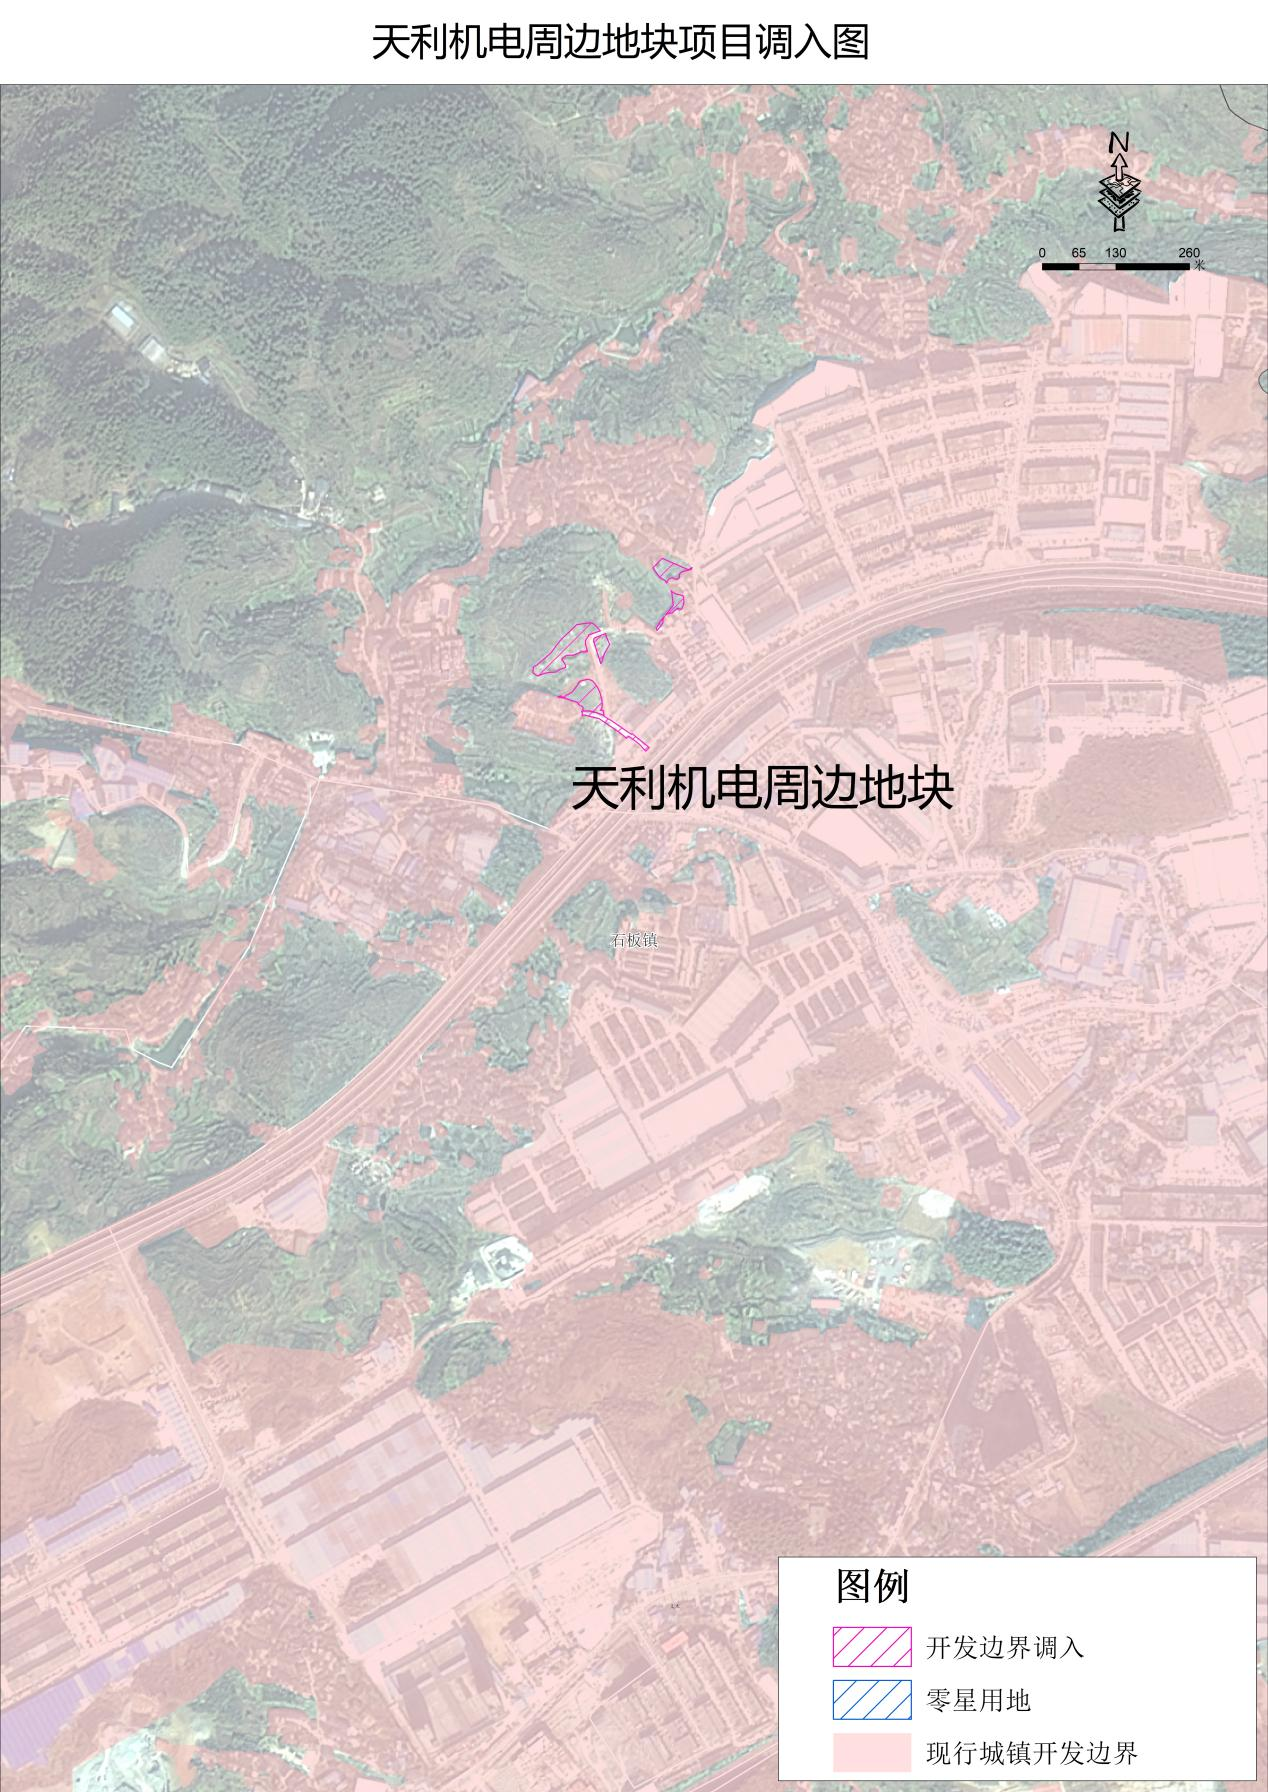 天利机电周边地块项目调入图
N
0 65 130 260
米
天利机电周边地块
石板镇
图例
开发边界调入
零星用地
现行城镇开发边界